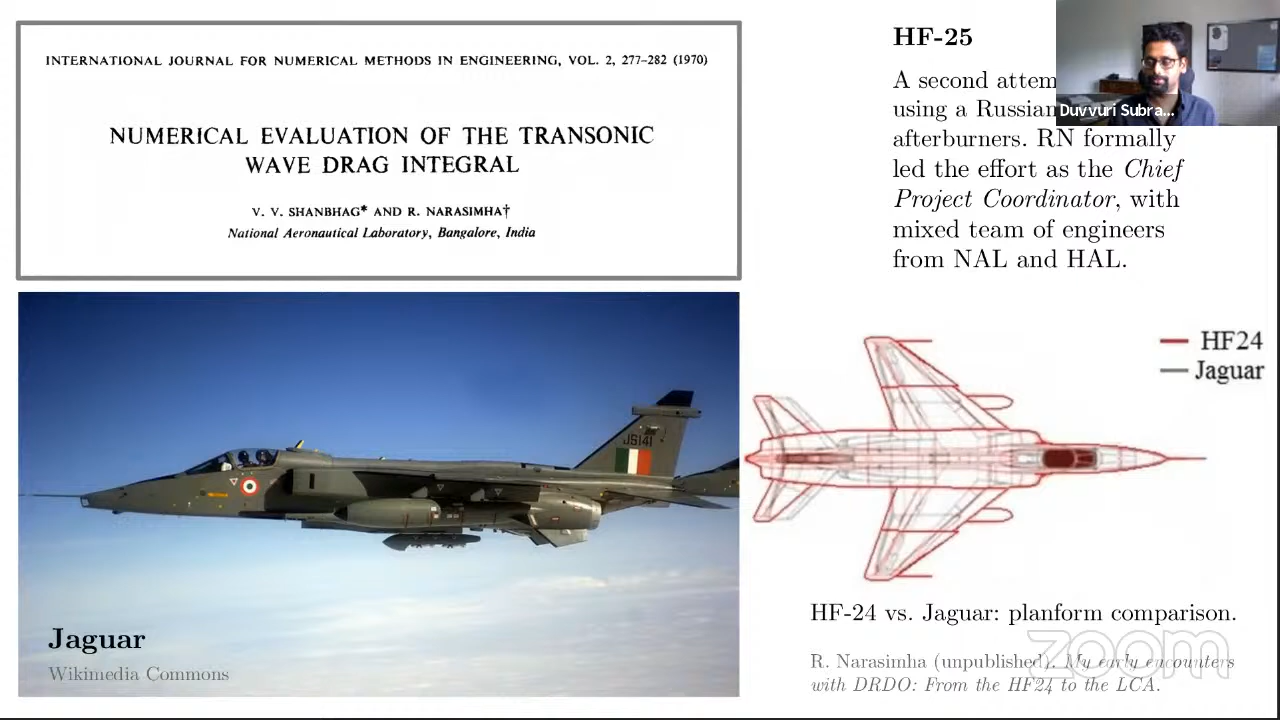 INTERNATIONAL JOURNAL FOR NUMERICAL METHODS IN ENGINEERING, VOL. 2, 277–282 (1970)
NUMERICAL EVALUATION OF THE TRANSONIC
WAVE DRAG INTEGRAL
V. V. SHANBHAG* AND R. NARASIMHA†
National Aeronautical Laboratory, Bangalore, India
JS141
Jaguar
Wikimedia Commons
HF-25
A second attem
using a Russian
afterburners. RN formally
led the effort as the Chief
Project Coordinator, with
mixed team of engineers
from NAL and HAL.
Duvvuri Subra...
HF24
Jaguar
HF-24 vs. Jaguar: planform comparison.
R. Narasimha (unpublished). My early encounters
with DRDO: From the HF24 to the LCA.
zoom